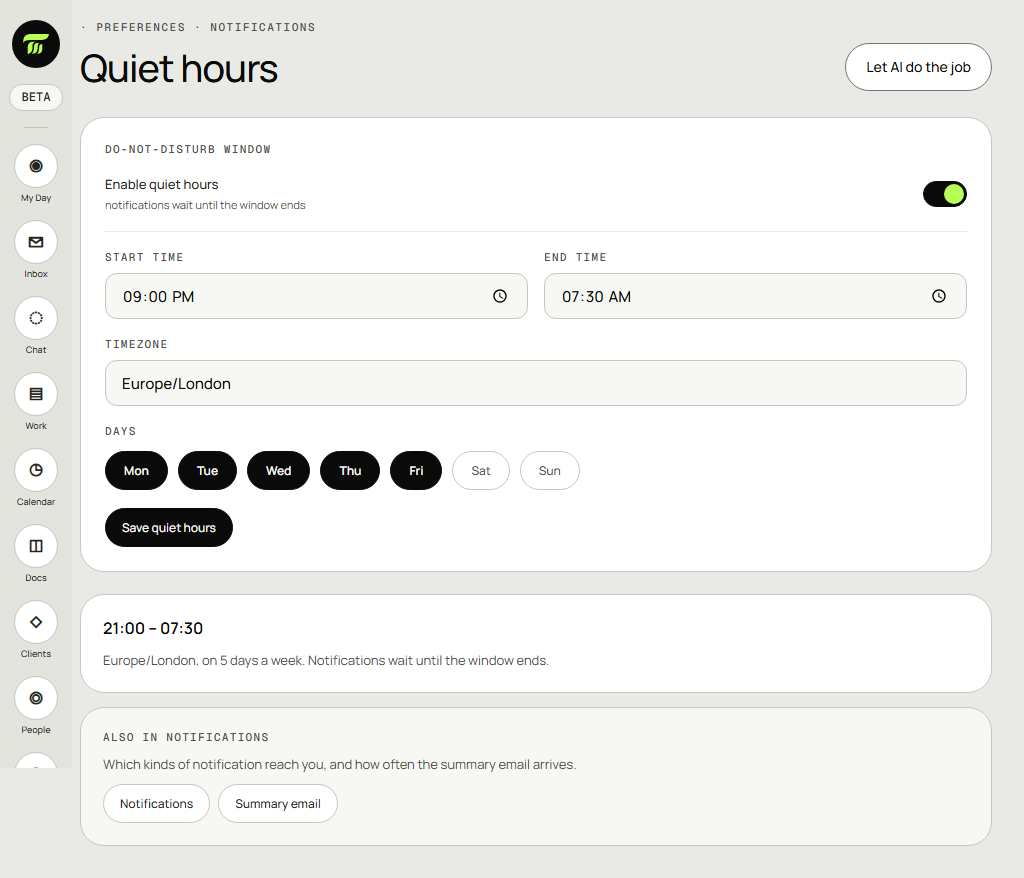 · PREFERENCES · NOTIFICATIONS
Quiet hours
Let AI do the job
BETA
My Day
Inbox
Chat
Work
Calendar
Docs
Clients
People
DO-NOT-DISTURB WINDOW
Enable quiet hours
notifications wait until the window ends
START TIME
END TIME
09:00 PM
07:30 AM
TIMEZONE
Europe/London
DAYS
Mon Tue Wed Thu Fri Sat Sun
Save quiet hours
21:00 – 07:30
Europe/London, on 5 days a week. Notifications wait until the window ends.
ALSO IN NOTIFICATIONS
Which kinds of notification reach you, and how often the summary email arrives.
Notifications
Summary email